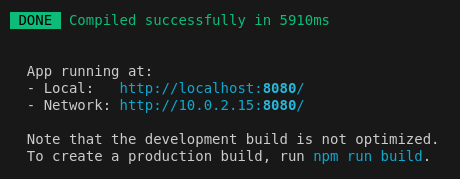 DONE Compiled successfully in 5910ms
App running at:
- Local: http://localhost:8080/
- Network: http://10.0.2.15:8080/
Note that the development build is not optimized.
To create a production build, run npm run build.